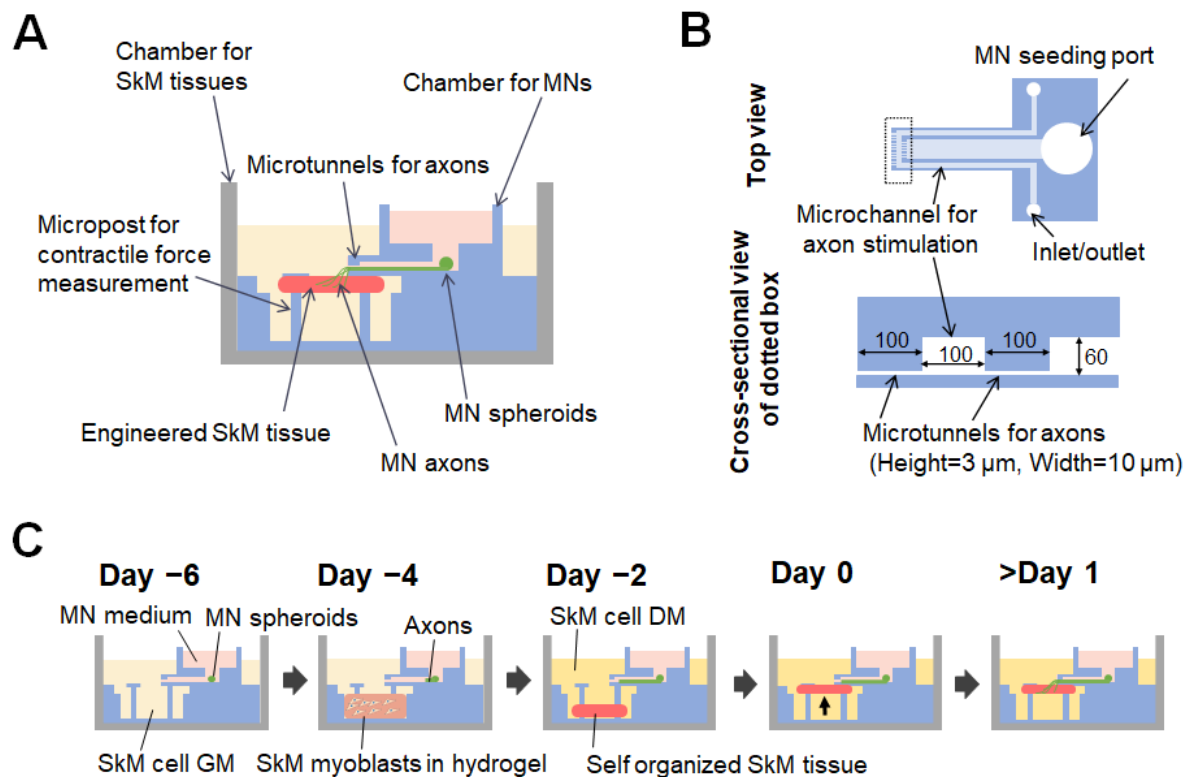 A
Chamber for
SkM tissues
Chamber for MNs
Microtunnels for axons
Micropost for
contractile force
measurement
Engineered SkM tissue
MN axons
MN spheroids
B
Top view
MN seeding port
Microchannel for
axon stimulation
Inlet/outlet
Cross-sectional view
of dotted box
100
100
100
60
Microtunnels for axons
(Height=3 µm, Width=10 µm)
C
Day −6
Day −4
Day −2
Day 0
>Day 1
MN medium
MN spheroids
Axons
SkM cell DM
SkM cell GM
SkM myoblasts in hydrogel
Self organized SkM tissue